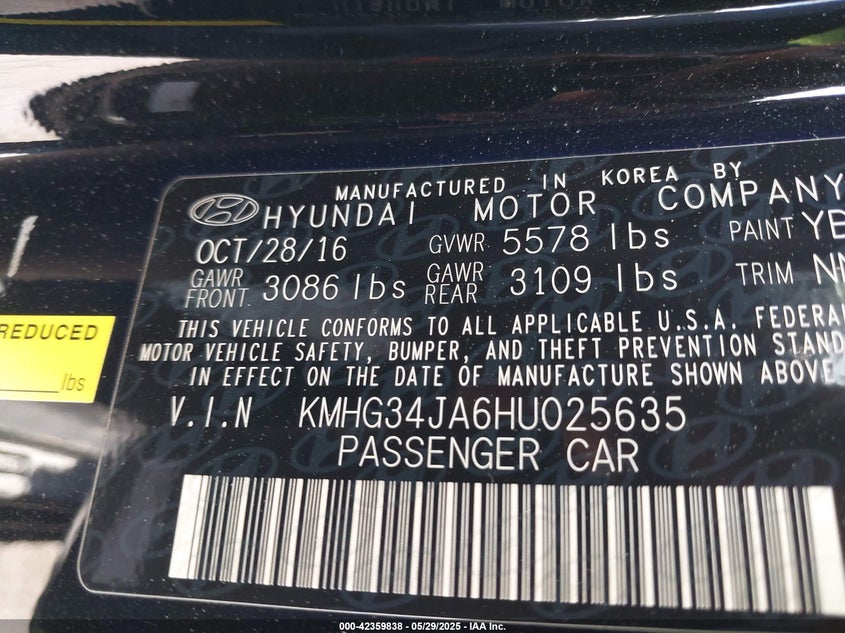 MANUFACTURED IN KOREA BY
HYUNDAI MOTOR COMPANY
OCT/28/16 GVWR 5578 lbs PAINT YB
GAWR FRONT 3086 lbs GAWR REAR 3109 lbs TRIM NN
THIS VEHICLE CONFORMS TO ALL APPLICABLE U.S.A. FEDERAL
MOTOR VEHICLE SAFETY, BUMPER, AND THEFT PREVENTION STAND
IN EFFECT ON THE DATE OF MANUFACTURE SHOWN ABOVE
V.I.N KMHG34JA6HU025635
PASSENGER CAR
REDUCED
lbs
000-42359838 - 05/29/2025 - IAA Inc.